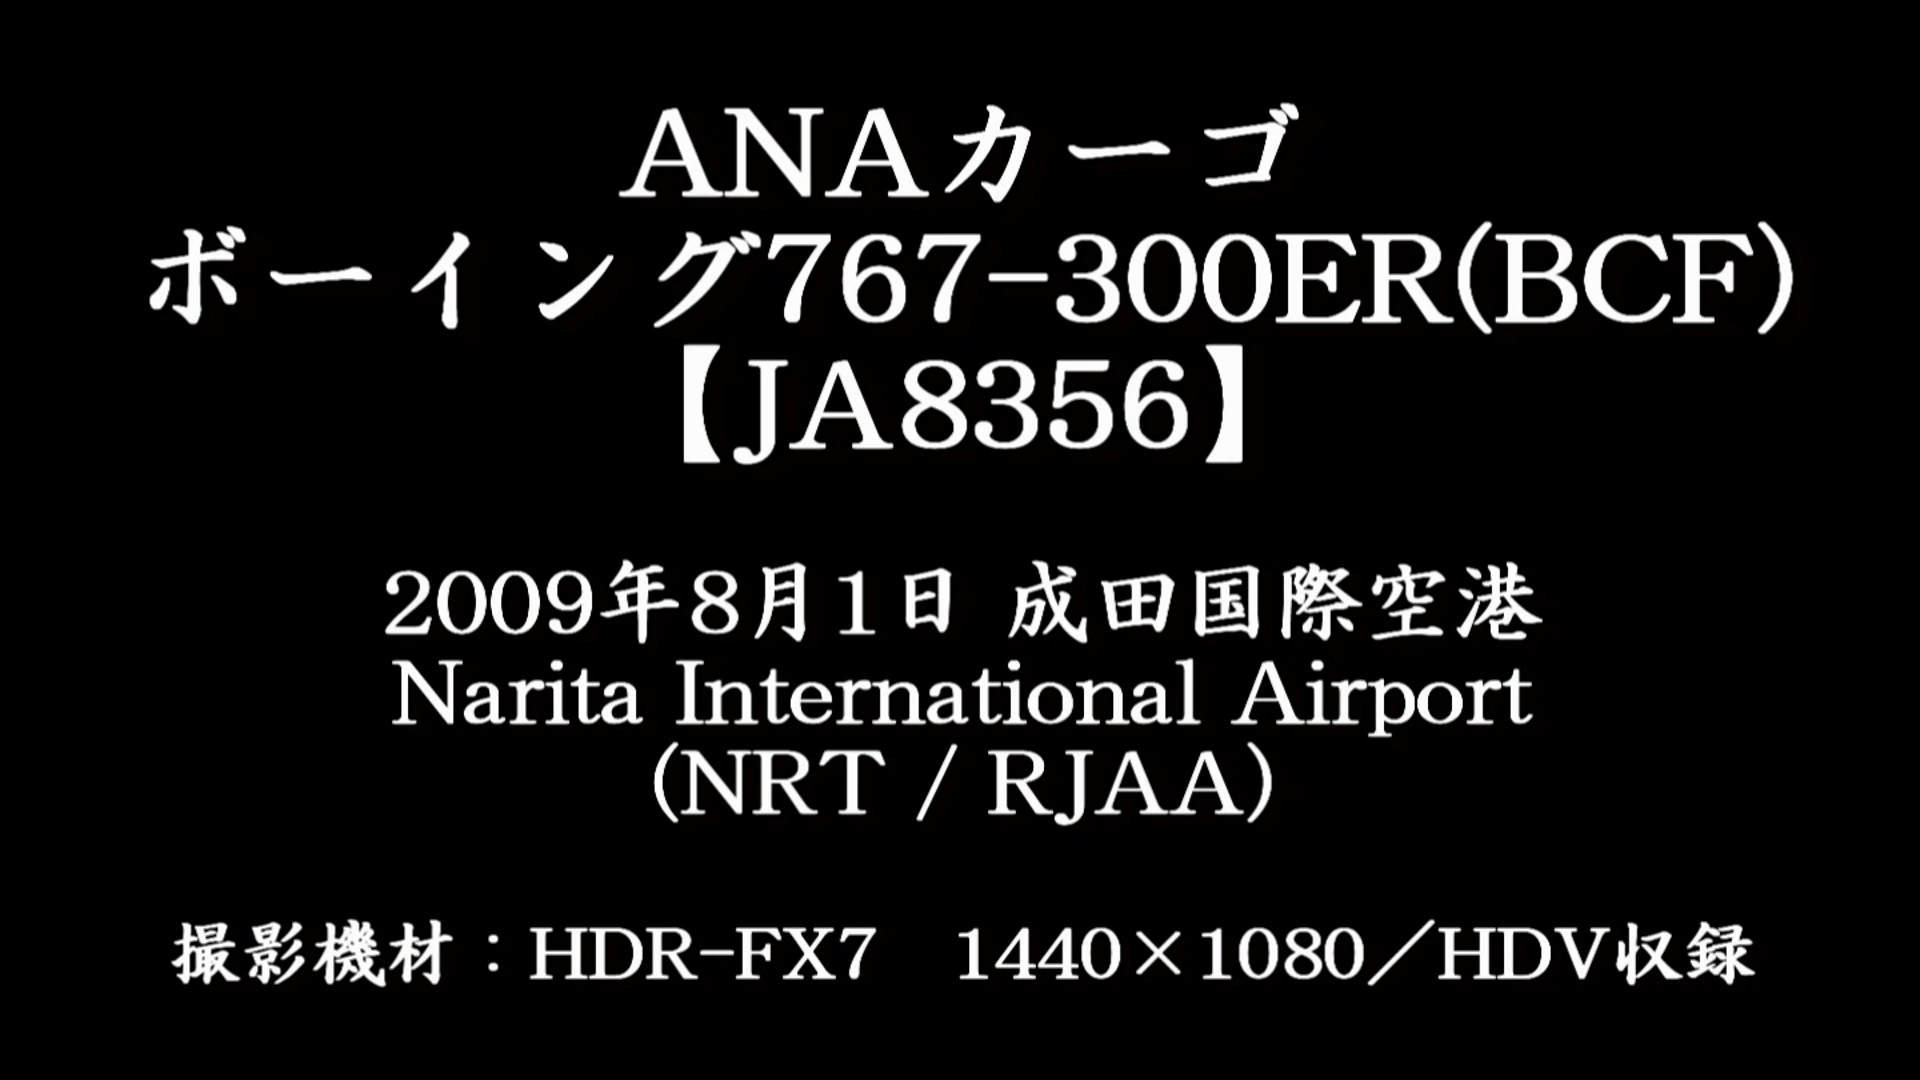 ANAカーゴ
ボーイング767-300ER(BCF)
【JA8356】
2009年8月1日 成田国際空港
Narita International Airport
(NRT / RJAA)
撮影機材：HDR-FX7　1440×1080／HDV収録